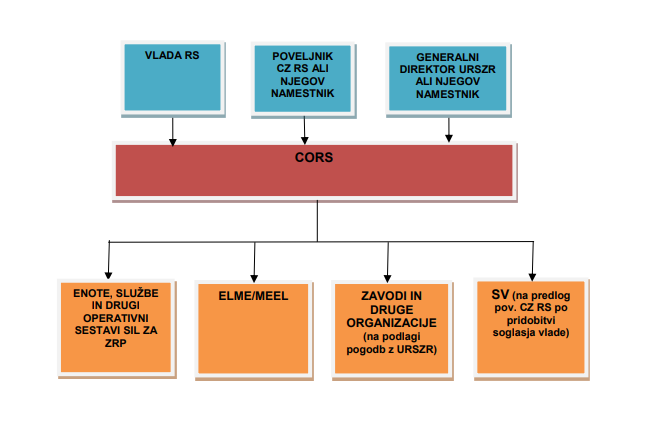 VLADA RS
POVELJNIK
CZ RS ALI
NJEGOV
NAMESTNIK
GENERALNI
DIREKTOR URSZR
ALI NJEGOV
NAMESTNIK
CORS
ENOTE, SLUŽBE
IN DRUGI
OPERATIVNI
SESTAVI SIL ZA
ZRP
ELME/MEEL
ZAVODI IN
DRUGE
ORGANIZACIJE
(na podlagi
pogodb z URSZR)
SV (na predlog
pov. CZ RS po
pridobitvi
soglasja vlade)